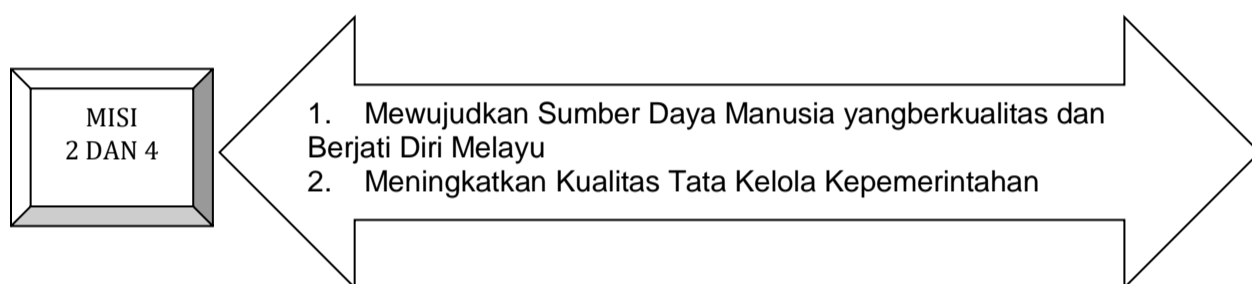 MISI
2 DAN 4
1. Mewujudkan Sumber Daya Manusia yangberkualitas dan
Berjati Diri Melayu
2. Meningkatkan Kualitas Tata Kelola Kepemerintahan